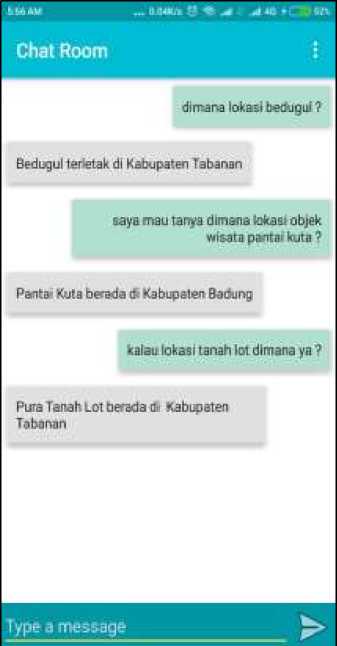 5:56 AM ... 0.04K/s 4G 92%
Chat Room
dimana lokasi bedugul ?
Bedugul terletak di Kabupaten Tabanan
saya mau tanya dimana lokasi objek
wisata pantai kuta ?
Pantai Kuta berada di Kabupaten Badung
kalau lokasi tanah lot dimana ya ?
Pura Tanah Lot berada di Kabupaten
Tabanan
Type a message